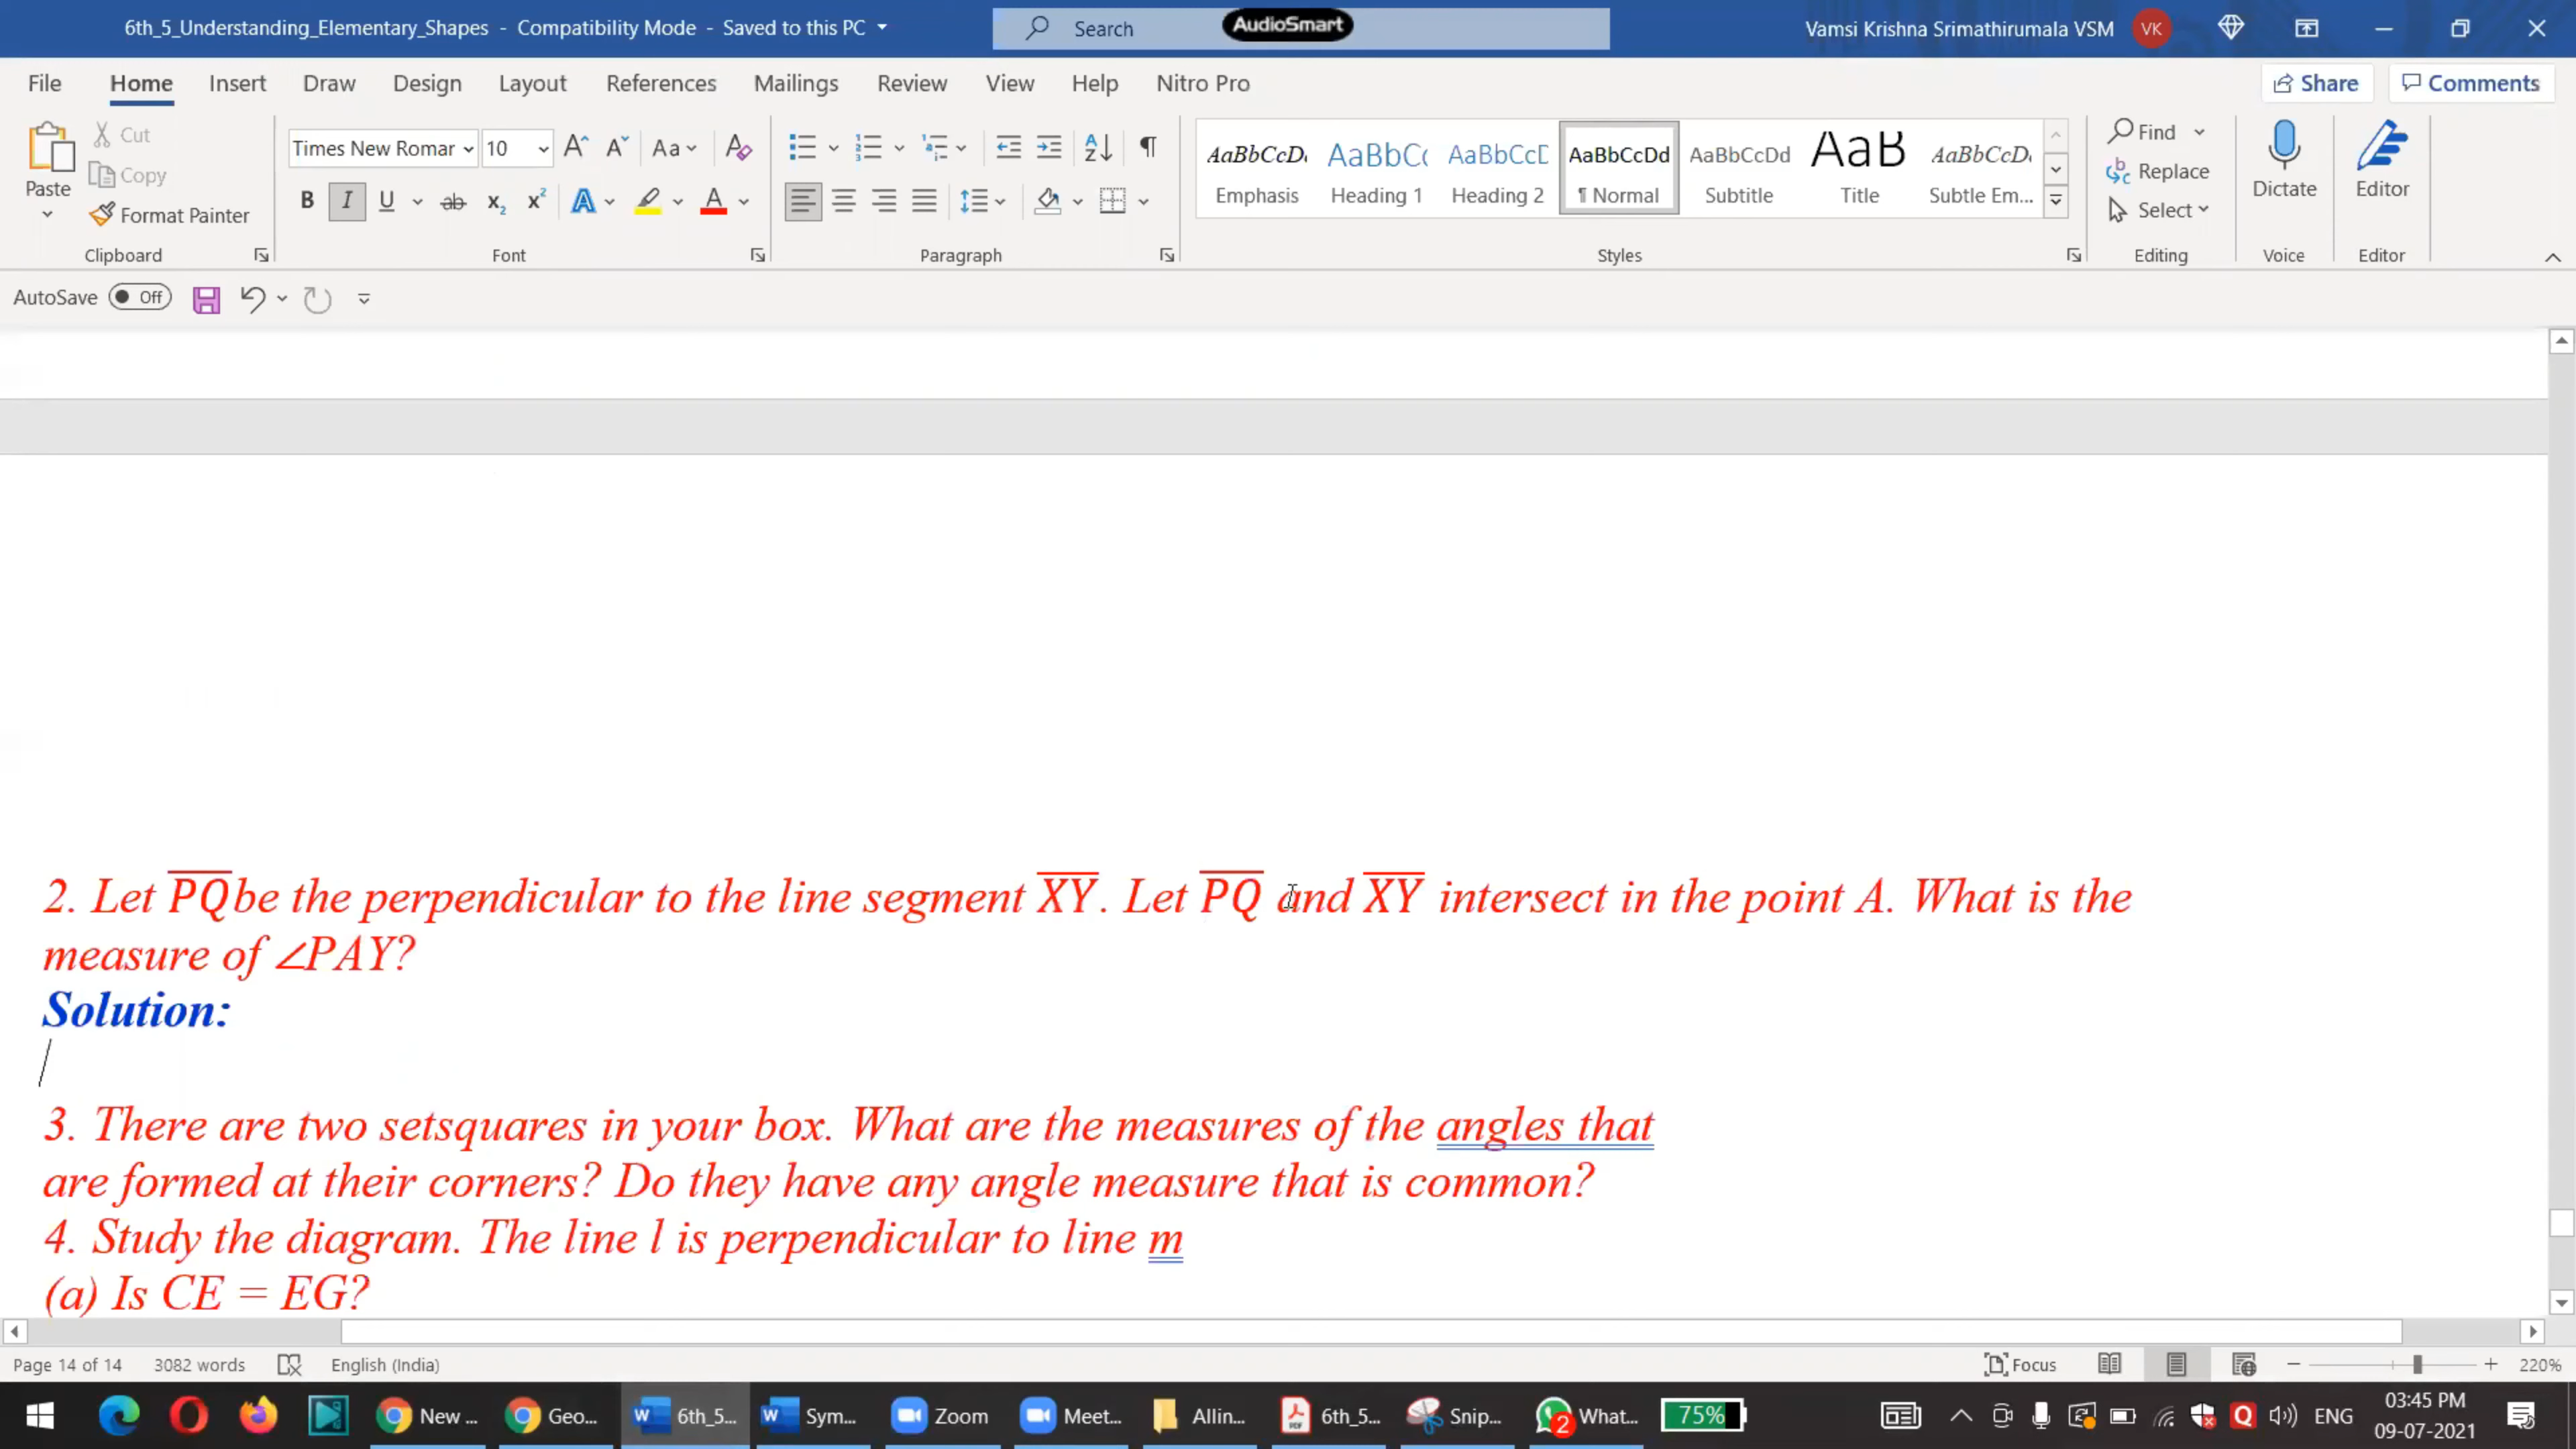 6th_5_Understanding_Elementary_Shapes - Compatibility Mode - Saved to this PC
Search
AudioSmart
Vamsi Krishna Srimathirumala VSM VK
File Home Insert Draw Design Layout References Mailings Review View Help Nitro Pro
Share Comments
Paste
Cut
Copy
Format Painter
Clipboard
Times New Romar 10
Font
Paragraph
AaBbCcD Emphasis
AaBbC Heading 1
AaBbCcD Heading 2
AaBbCcDd ¶ Normal
AaBbCcDd Subtitle
AaB Title
AaBbCcD Subtle Em...
Styles
Find
Replace
Select
Editing
Dictate
Voice
Editor
Editor
AutoSave Off
2. Let PQ be the perpendicular to the line segment XY. Let PQ and XY intersect in the point A. What is the
measure of ∠PAY?
Solution:
3. There are two setsquares in your box. What are the measures of the angles that
are formed at their corners? Do they have any angle measure that is common?
4. Study the diagram. The line l is perpendicular to line m
(a) Is CE = EG?
Page 14 of 14 3082 words English (India) Focus 220%
New ... Geo... 6th_5... Sym... Zoom Meet... Allin... 6th_5... Snip... 2 What... 75% ENG
03:45 PM
09-07-2021